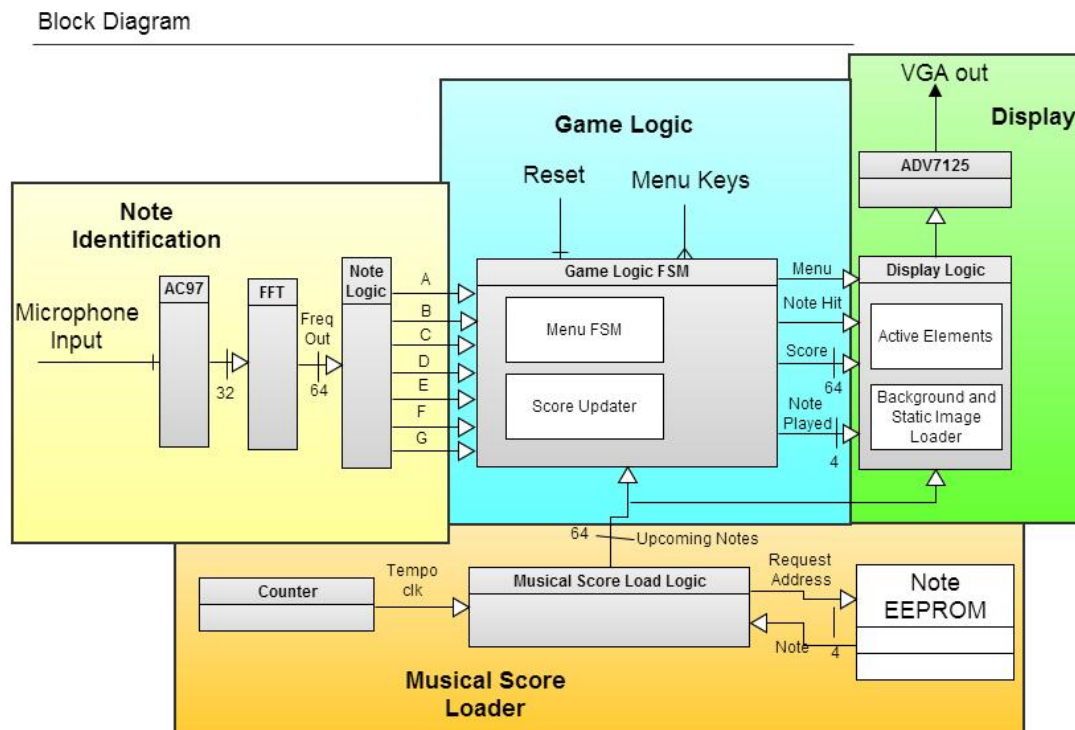 Block Diagram
VGA out
Display
Game Logic
ADV7125
Reset
Menu Keys
Note
Identification
Note
Logic
AC97
FFT
Microphone
Input
Freq
Out
32
64
A
B
C
D
E
F
G
Game Logic FSM
Menu FSM
Score Updater
Menu
Note Hit
Score
64
Note
Played
4
Display Logic
Active Elements
Background and
Static Image
Loader
64
Upcoming Notes
Counter
Tempo
clk
Musical Score Load Logic
Request
Address
Note
4
Note
EEPROM
Musical Score
Loader